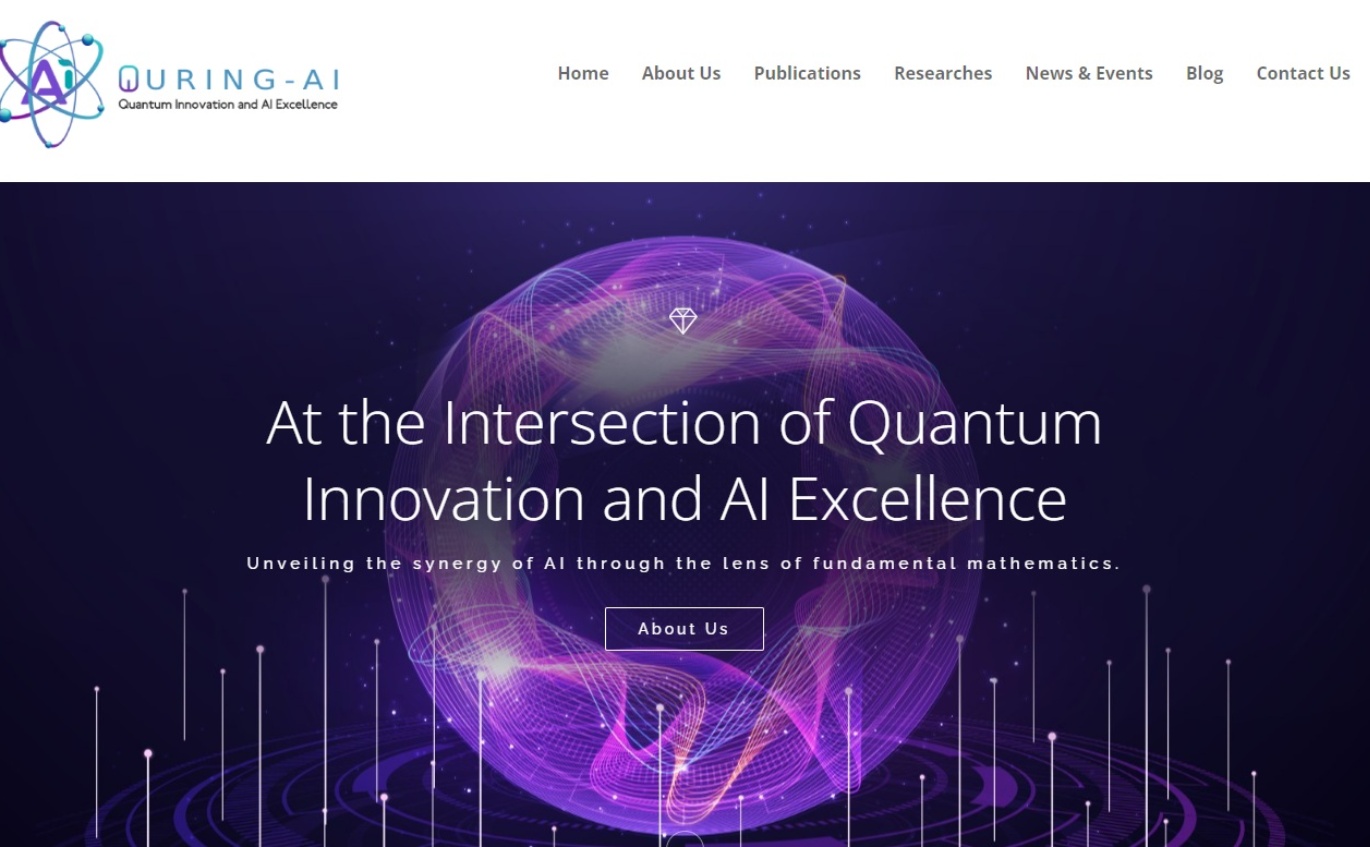 Ai
QURING-AI
Quantum Innovation and AI Excellence
Home About Us Publications Researches News & Events Blog Contact Us
At the Intersection of Quantum
Innovation and AI Excellence
Unveiling the synergy of AI through the lens of fundamental mathematics.
About Us